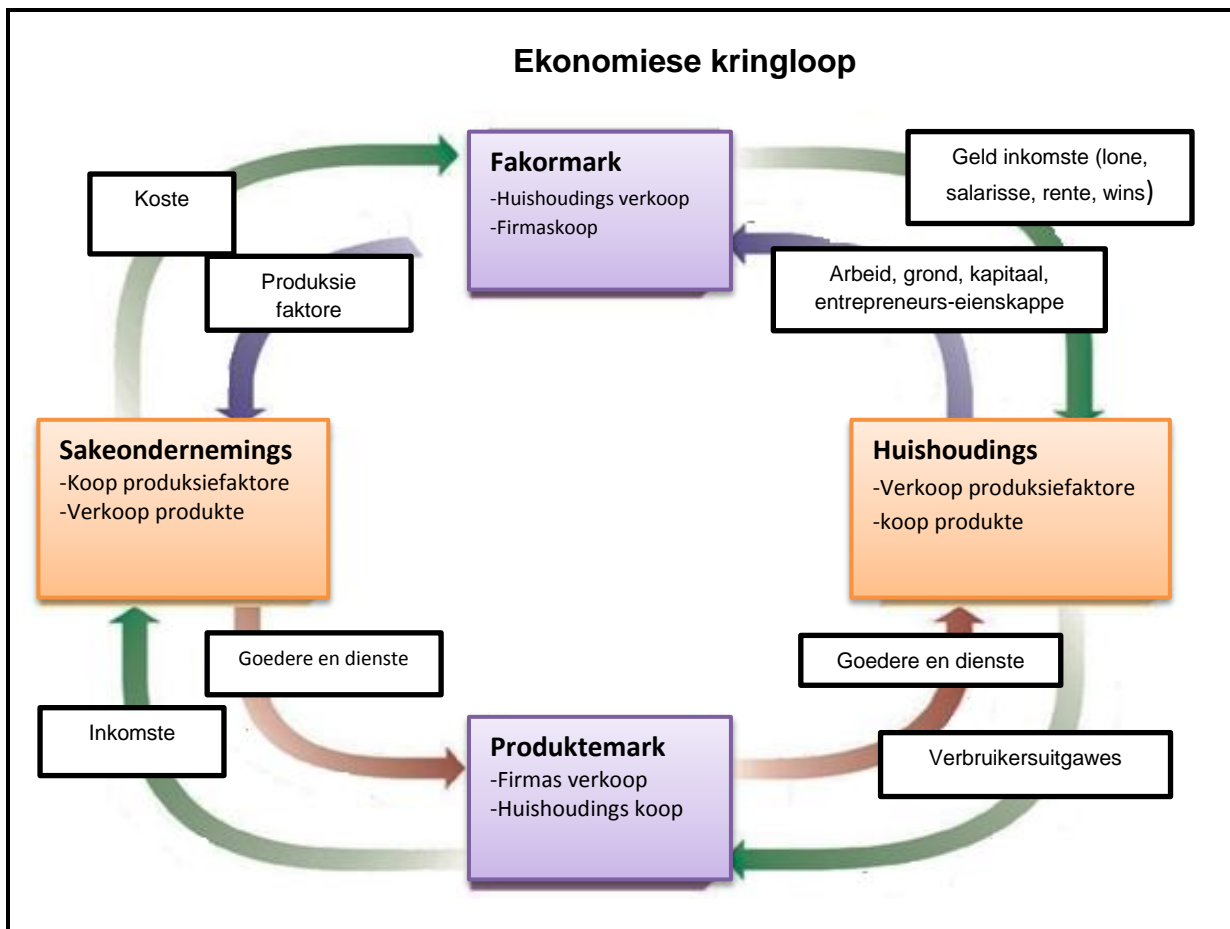 Ekonomiese kringloop
Fakormark
-Huishoudings verkoop
-Firmaskoop
Geld inkomste (lone,
salarisse, rente, wins)
Koste
Produksie
faktore
Arbeid, grond, kapitaal,
entrepreneurs-eienskappe
Sakeondernemings
-Koop produksiefaktore
-Verkoop produkte
Huishoudings
-Verkoop produksiefaktore
-koop produkte
Goedere en dienste
Goedere en dienste
Inkomste
Produktemark
-Firmas verkoop
-Huishoudings koop
Verbruikersuitgawes